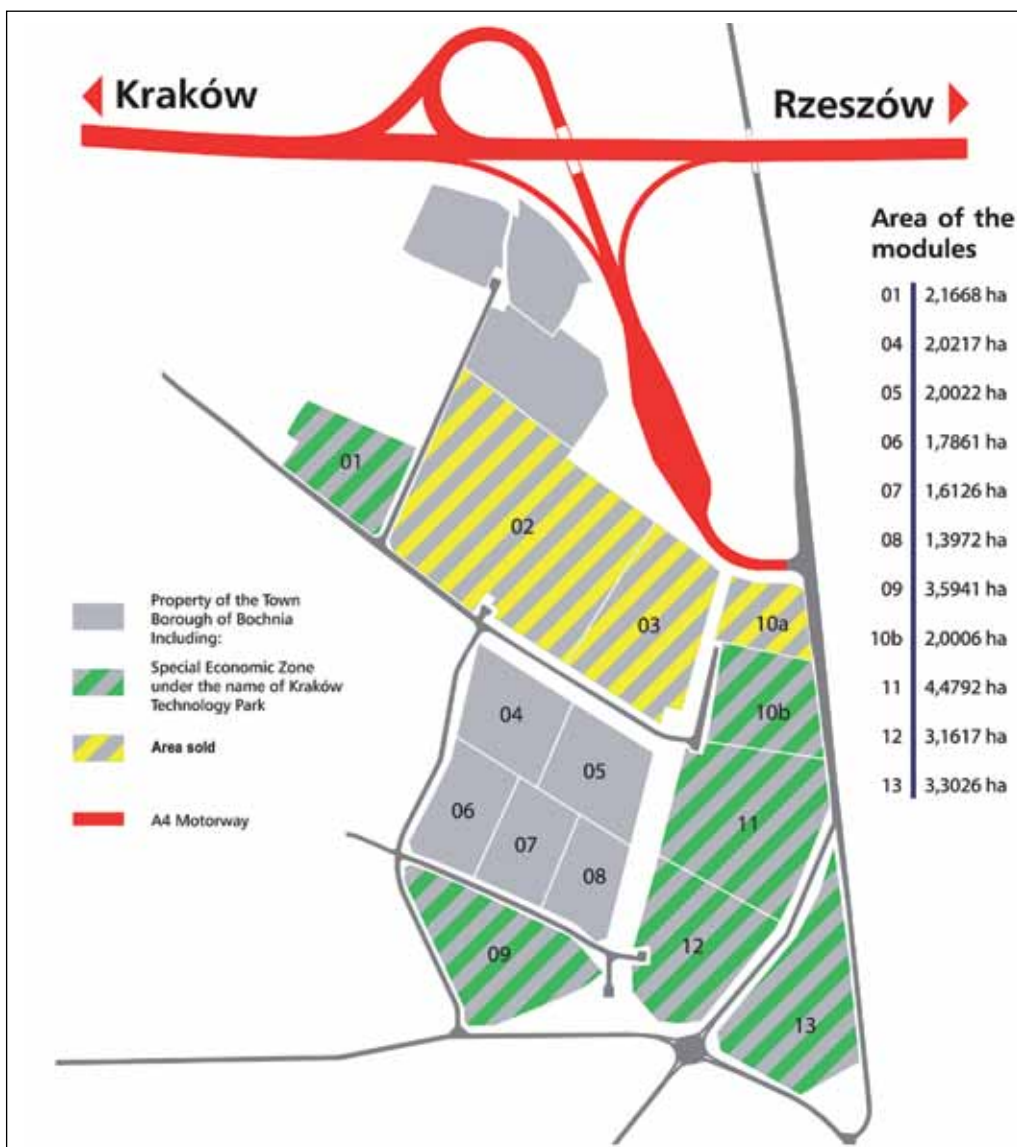 Kraków
Rzeszów
Area of the
modules
01 2,1668 ha
04 2,0217 ha
05 2,0022 ha
06 1,7861 ha
07 1,6126 ha
08 1,3972 ha
09 3,5941 ha
10b 2,0006 ha
11 4,4792 ha
12 3,1617 ha
13 3,3026 ha
01
02
03
10a
10b
04
05
06
07
08
11
09
12
13
Property of the Town
Borough of Bochnia
Including:
Special Economic Zone
under the name of Kraków
Technology Park
Area sold
A4 Motorway